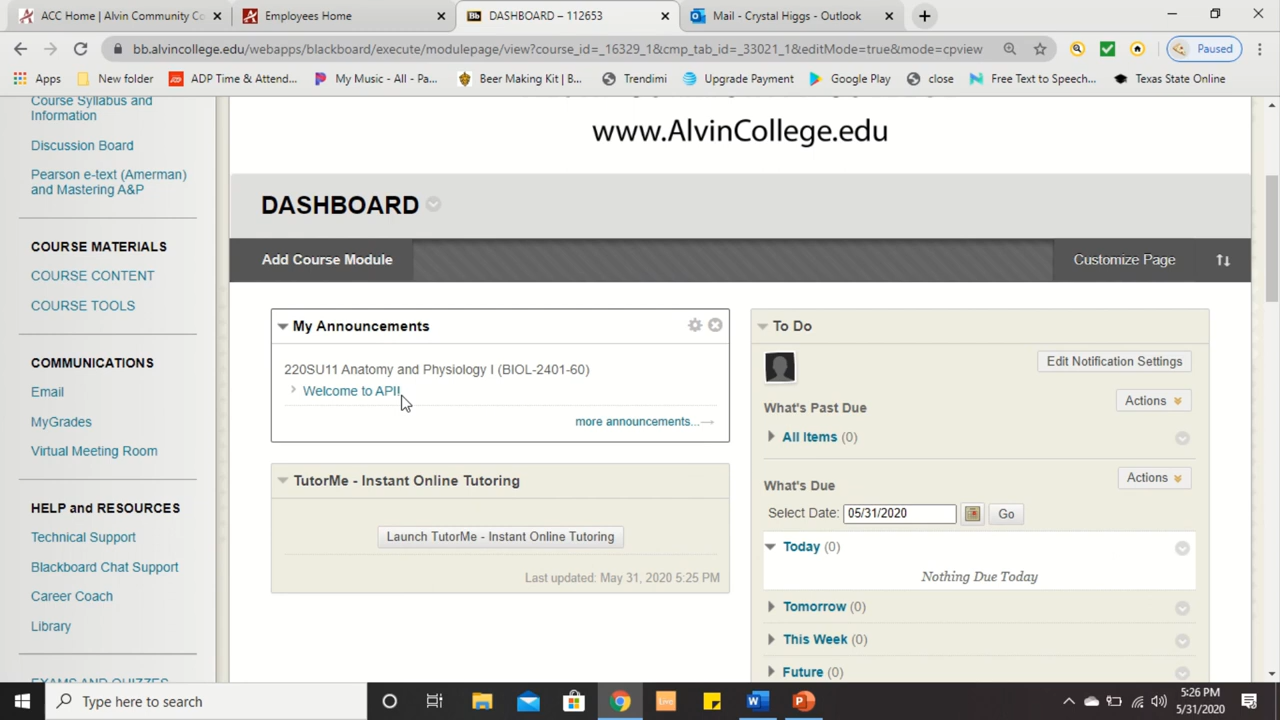 ACC Home | Alvin Community Co
Employees Home
DASHBOARD – 112653
Mail - Crystal Higgs - Outlook
bb.alvincollege.edu/webapps/blackboard/execute/modulepage/view?course_id=_16329_1&cmp_tab_id=_33021_1&editMode=true&mode=cpview
Paused
Apps
New folder
ADP Time & Attend...
My Music - All - Pa...
Beer Making Kit | B...
Trendimi
Upgrade Payment
Google Play
close
Free Text to Speech...
Texas State Online
Course Syllabus and
Information
Discussion Board
Pearson e-text (Amerman)
and Mastering A&P
COURSE MATERIALS
COURSE CONTENT
COURSE TOOLS
COMMUNICATIONS
Email
MyGrades
Virtual Meeting Room
HELP and RESOURCES
Technical Support
Blackboard Chat Support
Career Coach
Library
EXAMS AND QUIZZES
www.AlvinCollege.edu
DASHBOARD
Add Course Module
Customize Page
My Announcements
220SU11 Anatomy and Physiology I (BIOL-2401-60)
Welcome to API!
more announcements...
TutorMe - Instant Online Tutoring
Launch TutorMe - Instant Online Tutoring
Last updated: May 31, 2020 5:25 PM
To Do
Edit Notification Settings
What's Past Due
Actions
All Items (0)
What's Due
Actions
Select Date: 05/31/2020 Go
Today (0)
Nothing Due Today
Tomorrow (0)
This Week (0)
Future (0)
Type here to search
5:26 PM
5/31/2020